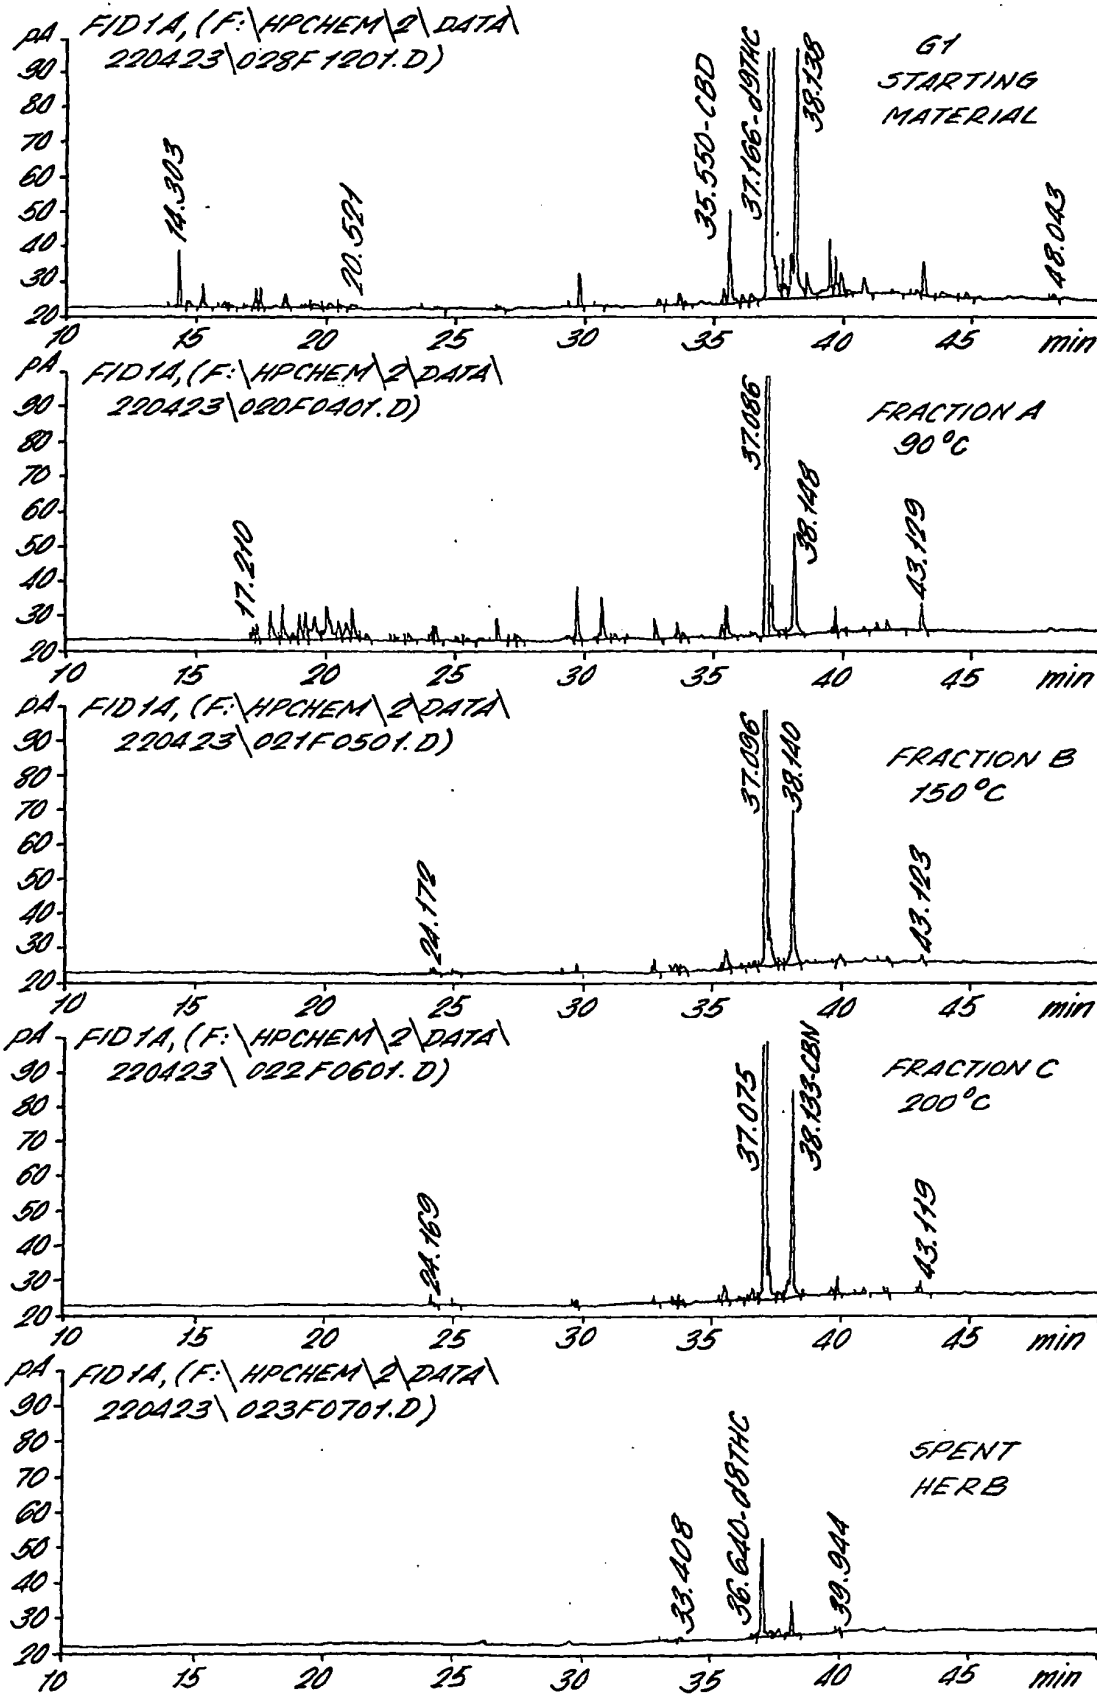 pA FID1A, (F:\HPCHEM\2\DATA\
220423\028F1201.D)
G1
STARTING
MATERIAL
90
80
70
60
50
40
30
20
14.303
20.521
35.550-CBD
37.166-d9THC
38.138
48.043
10 15 20 25 30 35 40 45 min
pA FID1A, (F:\HPCHEM\2\DATA\
220423\020F0401.D)
FRACTION A
90°C
90
80
70
60
50
40
30
20
17.210
37.086
38.148
43.129
10 15 20 25 30 35 40 45 min
pA FID1A, (F:\HPCHEM\2\DATA\
220423\021F0501.D)
FRACTION B
150°C
90
80
70
60
50
40
30
20
24.172
37.096
38.140
43.123
10 15 20 25 30 35 40 45 min
pA FID1A, (F:\HPCHEM\2\DATA\
220423\022F0601.D)
FRACTION C
200°C
90
80
70
60
50
40
30
20
24.169
37.075
38.133-CBN
43.119
10 15 20 25 30 35 40 45 min
pA FID1A, (F:\HPCHEM\2\DATA\
220423\023F0701.D)
SPENT
HERB
90
80
70
60
50
40
30
20
33.408
36.640-d8THC
39.944
10 15 20 25 30 35 40 45 min